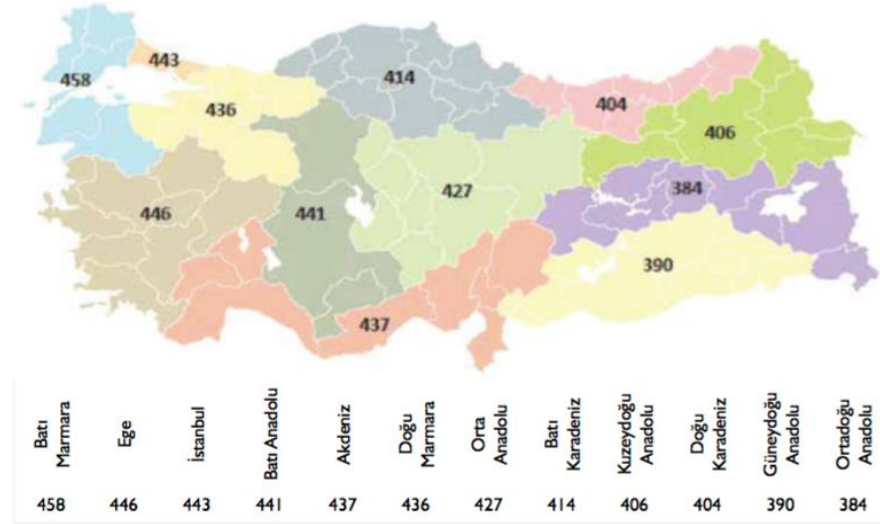 458
443
436
414
404
406
446
441
427
384
390
437
Batı
Marmara
Ege
İstanbul
Batı Anadolu
Akdeniz
Doğu
Marmara
Orta
Anadolu
Batı
Karadeniz
Kuzeydoğu
Anadolu
Doğu
Karadeniz
Güneydoğu
Anadolu
Ortadoğu
Anadolu
458 446 443 441 437 436 427 414 406 404 390 384